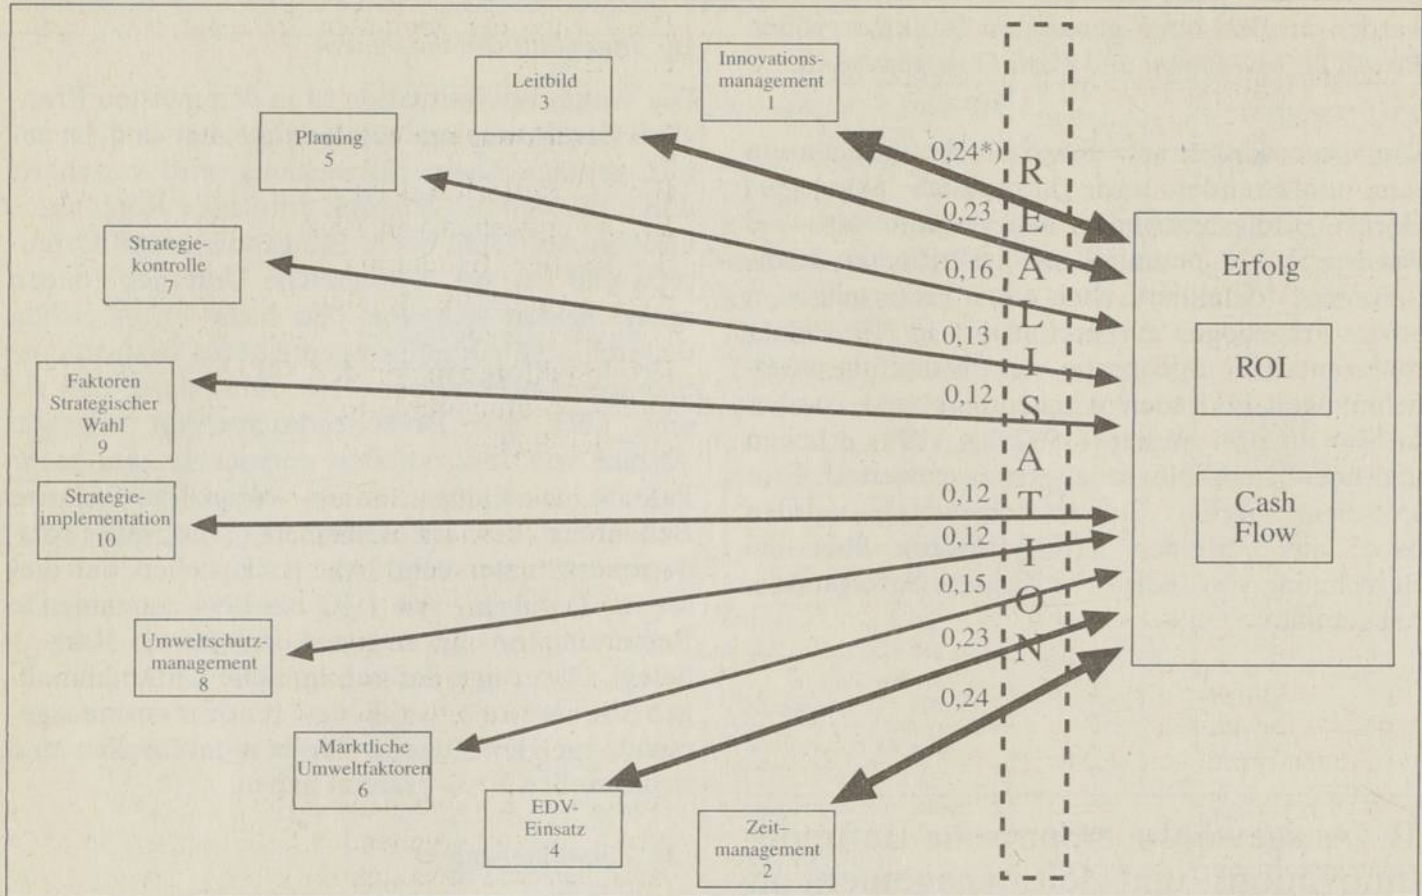 Innovations-
management
1
Leitbild
3
Planung
5
Strategie-
kontrolle
7
Faktoren
Strategischer
Wahl
9
Strategie-
implementation
10
Umweltschutz-
management
8
Marktliche
Umweltfaktoren
6
EDV-
Einsatz
4
Zeit-
management
2
0,24*)
0,23
0,16
0,13
0,12
0,12
0,12
0,15
0,23
0,24
R
E
A
L
I
S
A
T
I
O
N
Erfolg
ROI
Cash
Flow